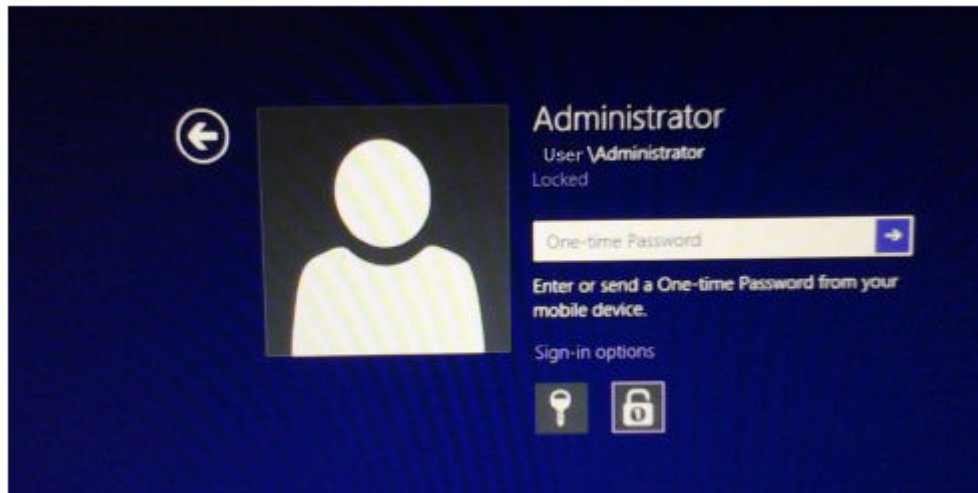 Administrator
User \Administrator
Locked
One-time Password
Enter or send a One-time Password from your
mobile device.
Sign-in options